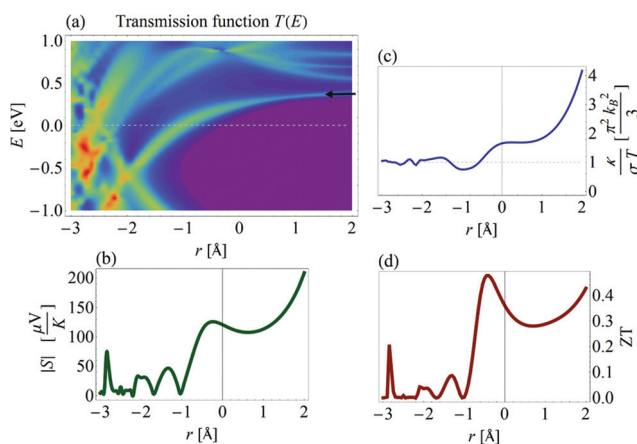 (a) Transmission function T(E)
E [eV]
1.0
0.5
0.0
-0.5
-1.0
-3 -2 -1 0 1 2
r [Å]
(c)
4
3
2
1
0
κ/σT [π² k_B²/3]
-3 -2 -1 0 1 2
r [Å]
(b)
|S| [μV/K]
200
150
100
50
0
-3 -2 -1 0 1 2
r [Å]
(d)
0.4
0.3
0.2
0.1
0.0
ZT
-3 -2 -1 0 1 2
r [Å]